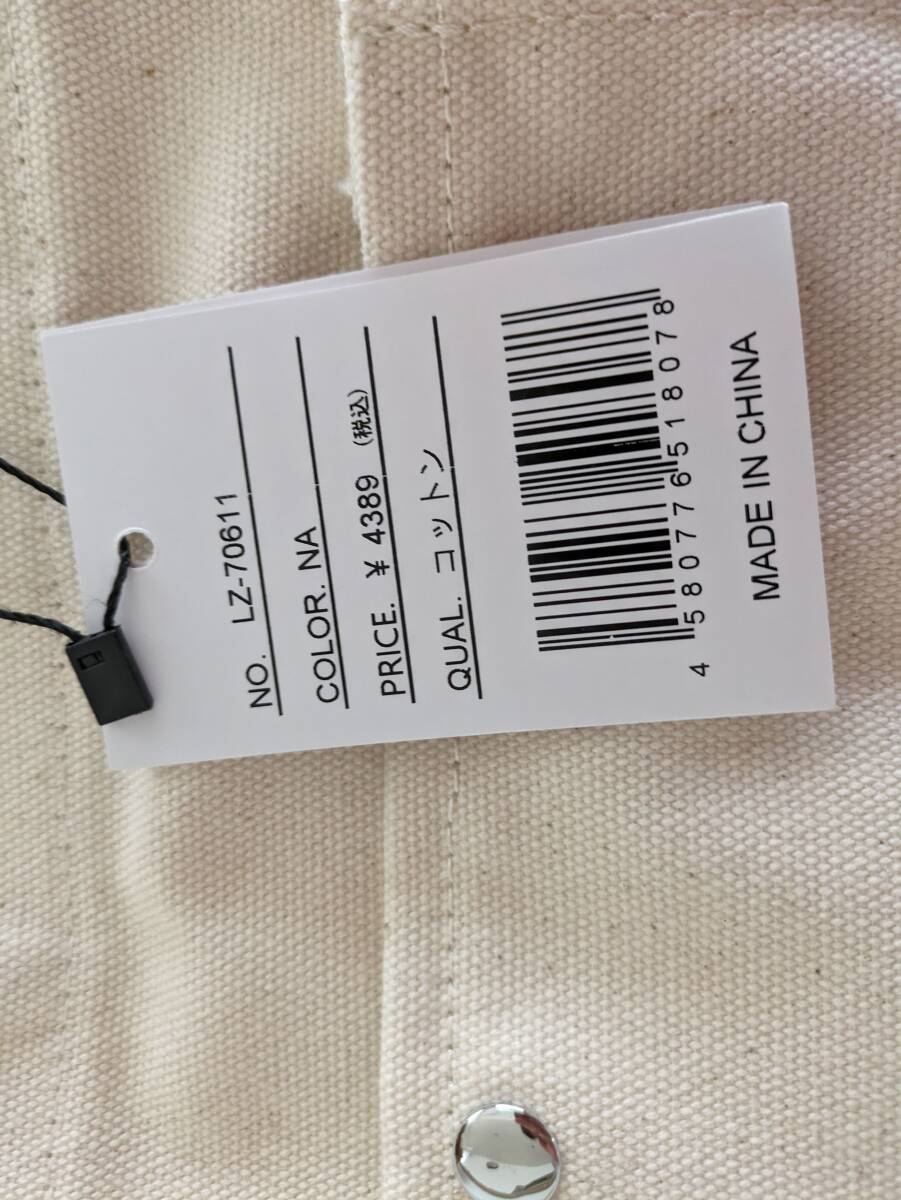 NO. LZ-70611
COLOR. NA
PRICE. ¥ 4389 (税込)
QUAL. コットン
4 580776 518078
MADE IN CHINA